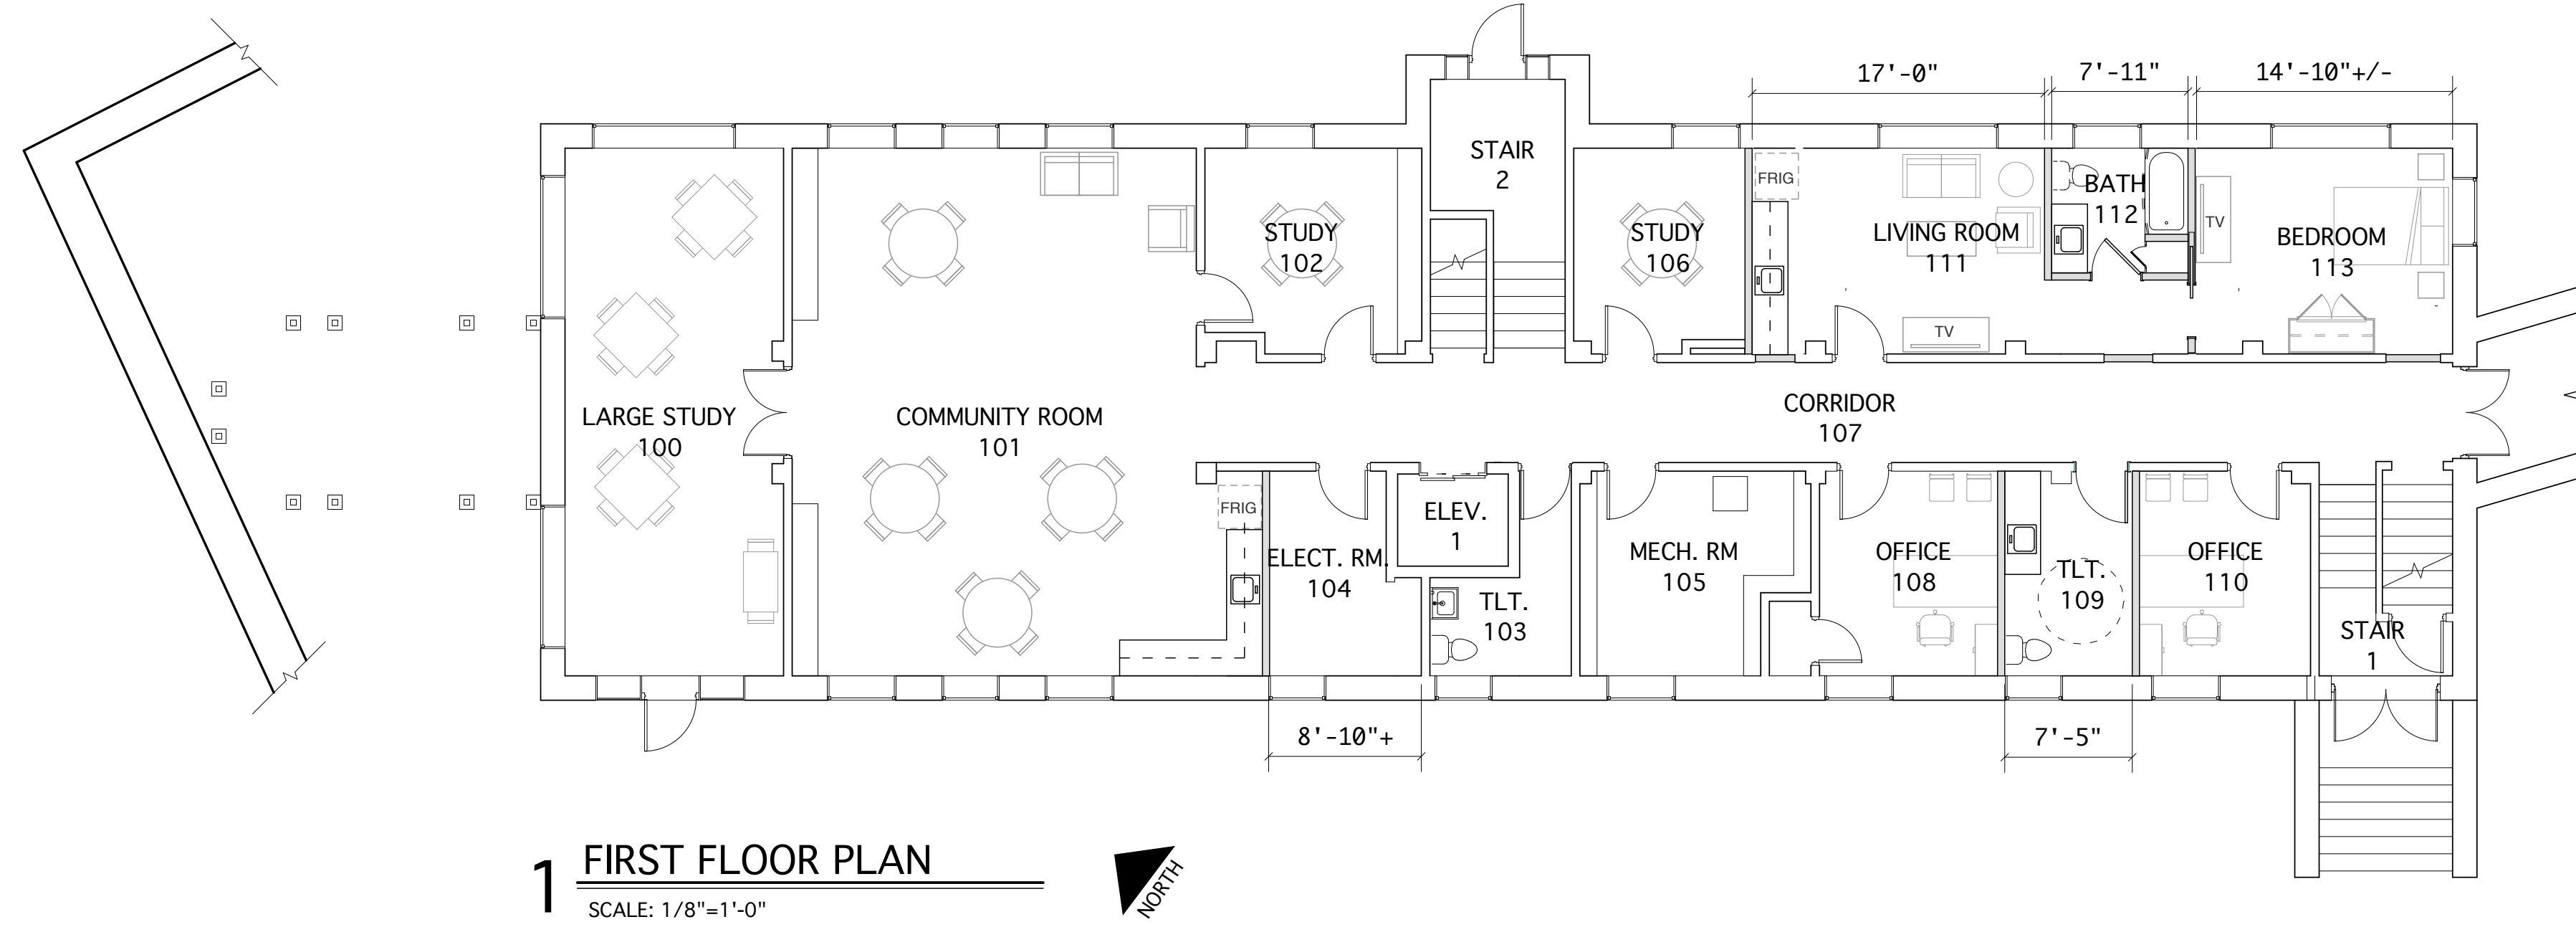 17'-0"
7'-11"
14'-10"+/-
STAIR
2
FRIG
BATH
112
TV
STUDY
102
STUDY
106
LIVING ROOM
111
BEDROOM
113
TV
LARGE STUDY
100
COMMUNITY ROOM
101
CORRIDOR
107
FRIG
ELEV.
1
ELECT. RM.
104
TLT.
103
MECH. RM
105
OFFICE
108
TLT.
109
OFFICE
110
STAIR
1
8'-10"+
7'-5"
1
FIRST FLOOR PLAN
SCALE: 1/8"=1'-0"
NORTH